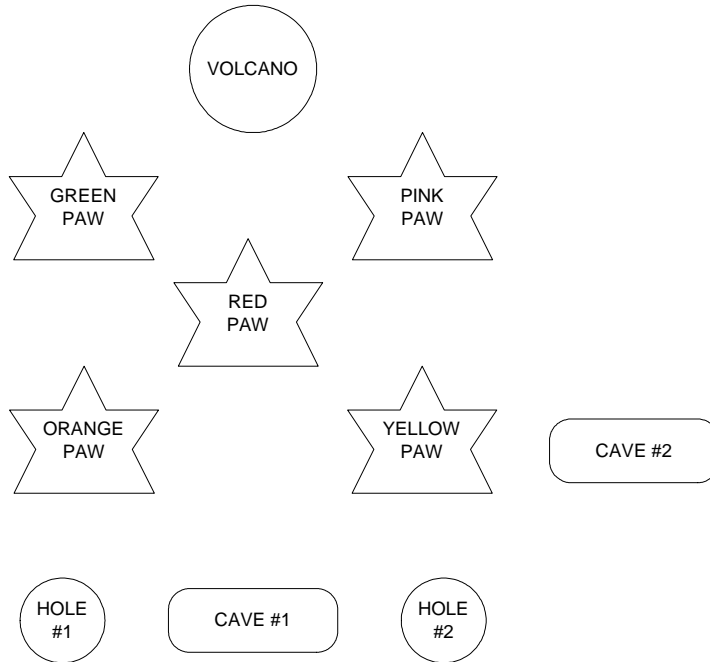 VOLCANO
GREEN
PAW
PINK
PAW
RED
PAW
ORANGE
PAW
YELLOW
PAW
CAVE #2
HOLE
#1
CAVE #1
HOLE
#2